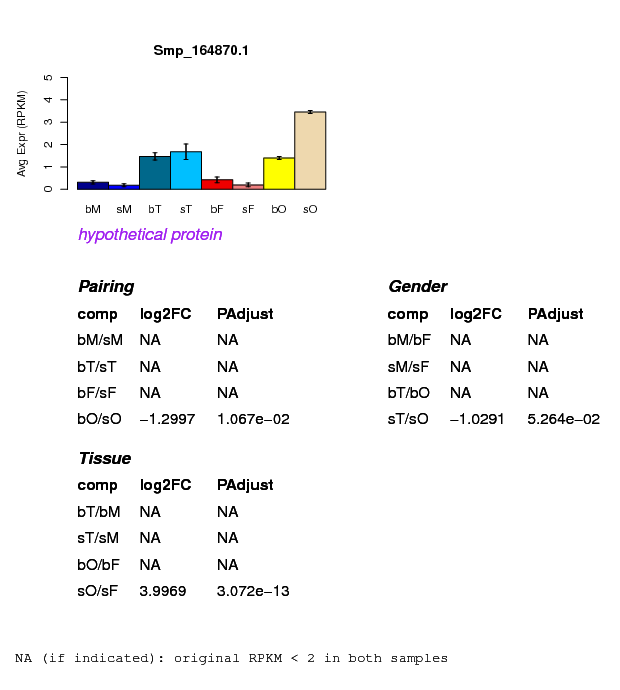 Smp_164870.1
Avg Expr (RPKM)
5
4
3
2
1
0
bM sM bT sT bF sF bO sO
hypothetical protein
Pairing
comp log2FC PAdjust
bM/sM NA NA
bT/sT NA NA
bF/sF NA NA
bO/sO −1.2997 1.067e−02
Gender
comp log2FC PAdjust
bM/bF NA NA
sM/sF NA NA
bT/bO NA NA
sT/sO −1.0291 5.264e−02
Tissue
comp log2FC PAdjust
bT/bM NA NA
sT/sM NA NA
bO/bF NA NA
sO/sF 3.9969 3.072e−13
NA (if indicated): original RPKM < 2 in both samples